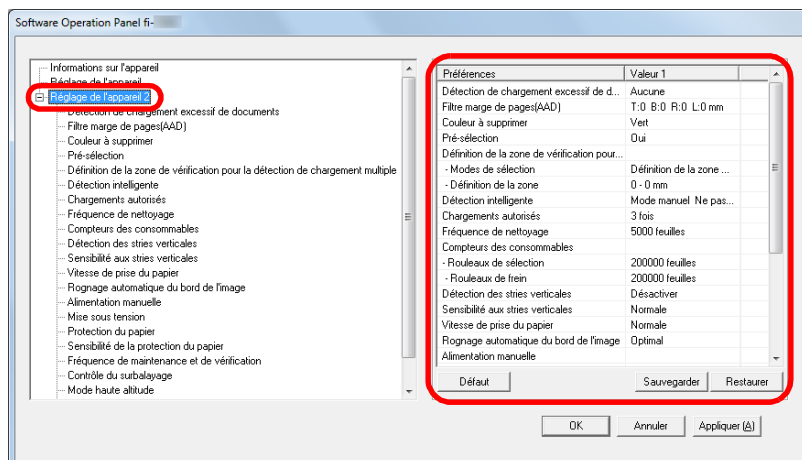 Software Operation Panel fi-
Informations sur l'appareil
Réglage de l'appareil
Réglage de l'appareil 2
Détection de chargement excessif de documents
Filtre marge de pages(AAD)
Couleur à supprimer
Pré-sélection
Définition de la zone de vérification pour la détection de chargement multiple
Détection intelligente
Chargements autorisés
Fréquence de nettoyage
Compteurs des consommables
Détection des stries verticales
Sensibilité aux stries verticales
Vitesse de prise du papier
Rognage automatique du bord de l'image
Alimentation manuelle
Mise sous tension
Protection du papier
Sensibilité de la protection du papier
Fréquence de maintenance et de vérification
Contrôle du surbalayage
Mode haute altitude
Préférences Valeur 1
Détection de chargement excessif de d... Aucune
Filtre marge de pages(AAD) T:0 B:0 R:0 L:0 mm
Couleur à supprimer Vert
Pré-sélection Oui
Définition de la zone de vérification pour...
- Modes de sélection Définition de la zone ...
- Définition de la zone 0 - 0 mm
Détection intelligente Mode manuel Ne pas...
Chargements autorisés 3 fois
Fréquence de nettoyage 5000 feuilles
Compteurs des consommables
- Rouleaux de sélection 200000 feuilles
- Rouleaux de frein 200000 feuilles
Détection des stries verticales Désactiver
Sensibilité aux stries verticales Normale
Vitesse de prise du papier Normale
Rognage automatique du bord de l'image Optimal
Alimentation manuelle
Défaut Sauvegarder Restaurer
OK Annuler Appliquer (A)